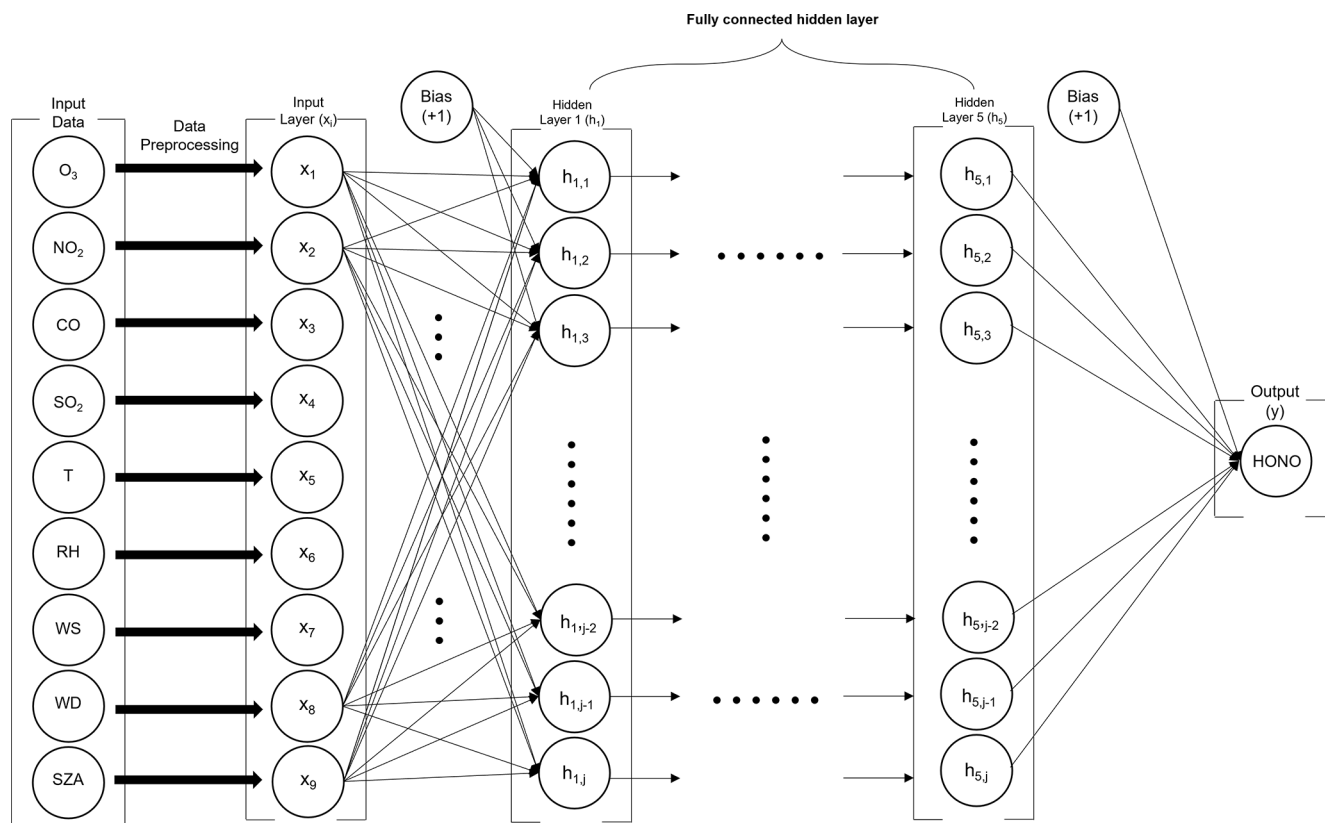 Fully connected hidden layer
Input
Data
Data
Preprocessing
Input
Layer (xᵢ)
Bias
(+1)
Hidden
Layer 1 (h₁)
Hidden
Layer 5 (h₅)
Bias
(+1)
O₃
x₁
h₁,₁
h₅,₁
NO₂
x₂
h₁,₂
h₅,₂
CO
x₃
h₁,₃
h₅,₃
SO₂
x₄
Output
(y)
HONO
T
x₅
RH
x₆
WS
x₇
h₁,j-2
h₅,j-2
WD
x₈
h₁,j-1
h₅,j-1
SZA
x₉
h₁,j
h₅,j